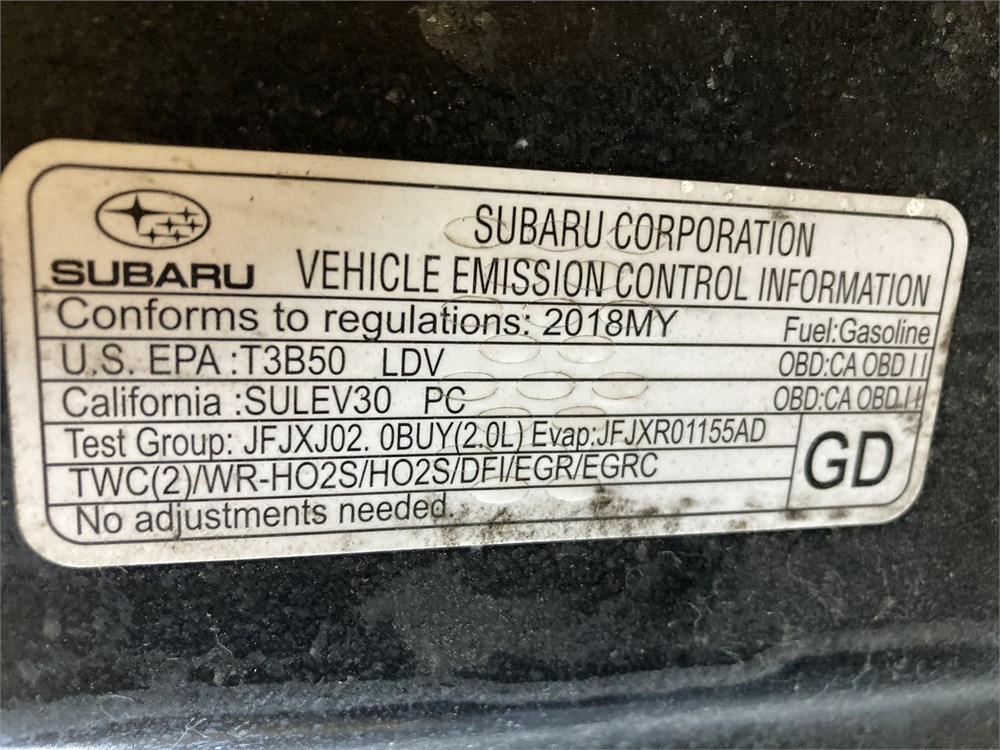 SUBARU CORPORATION
SUBARU VEHICLE EMISSION CONTROL INFORMATION
Conforms to regulations: 2018MY Fuel:Gasoline
U.S. EPA :T3B50 LDV OBD:CA OBD II
California :SULEV30 PC OBD:CA OBD II
Test Group: JFJXJ02. 0BUY(2.0L) Evap:JFJXR01155AD
GD
TWC(2)/WR-HO2S/HO2S/DFI/EGR/EGRC
No adjustments needed.